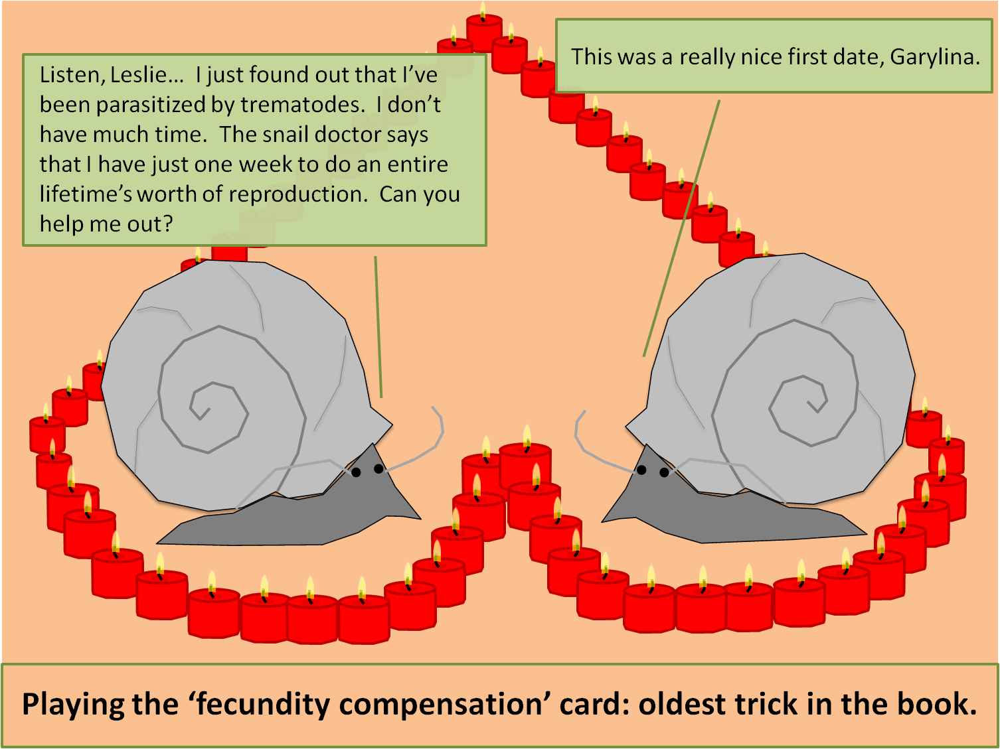 This was a really nice first date, Garylina.
Listen, Leslie…  I just found out that I’ve
been parasitized by trematodes.  I don’t
have much time.  The snail doctor says
that I have just one week to do an entire
lifetime’s worth of reproduction.  Can you
help me out?
Playing the ‘fecundity compensation’ card: oldest trick in the book.